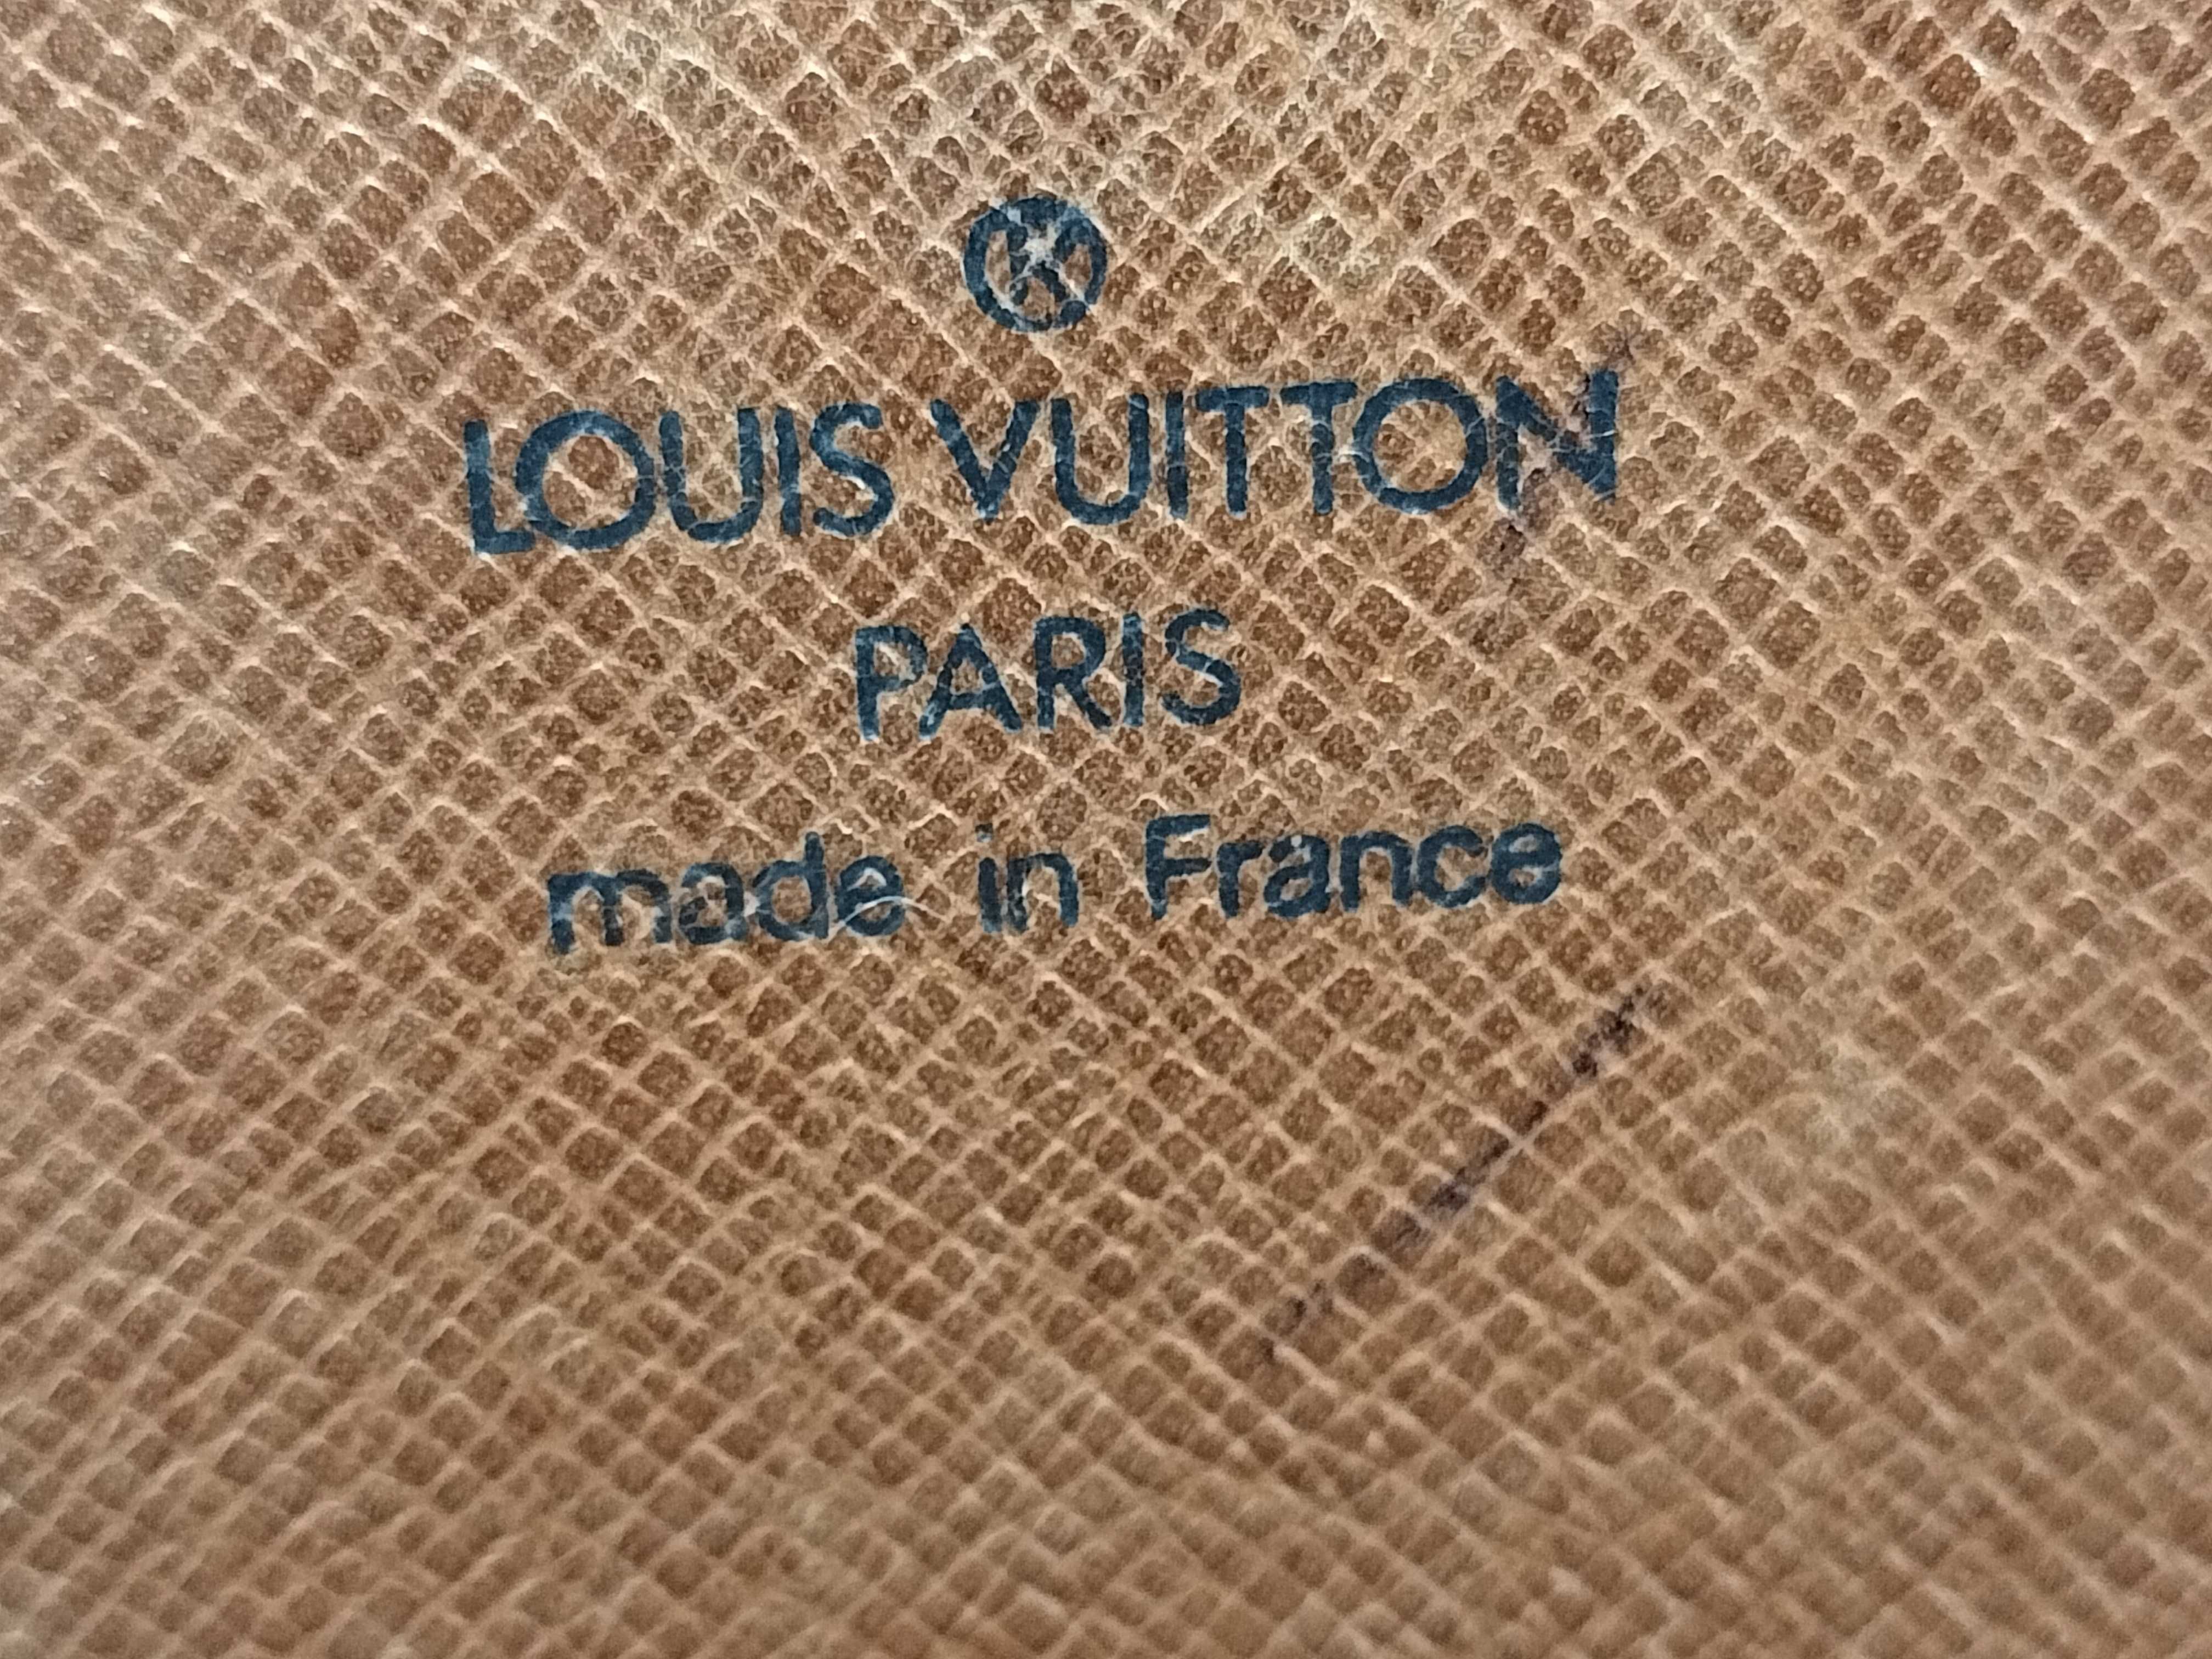 Ⓚ
LOUIS VUITTON
PARIS
made in France